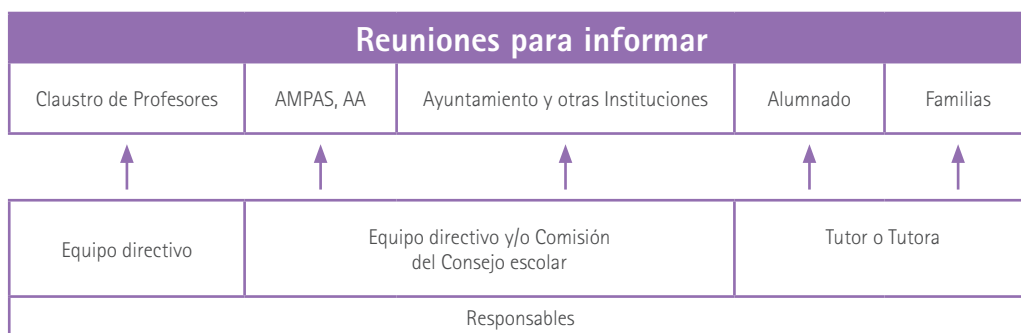 Reuniones para informar
Claustro de Profesores
AMPAS, AA
Ayuntamiento y otras Instituciones
Alumnado
Familias
Equipo directivo
Equipo directivo y/o Comisión
del Consejo escolar
Tutor o Tutora
Responsables